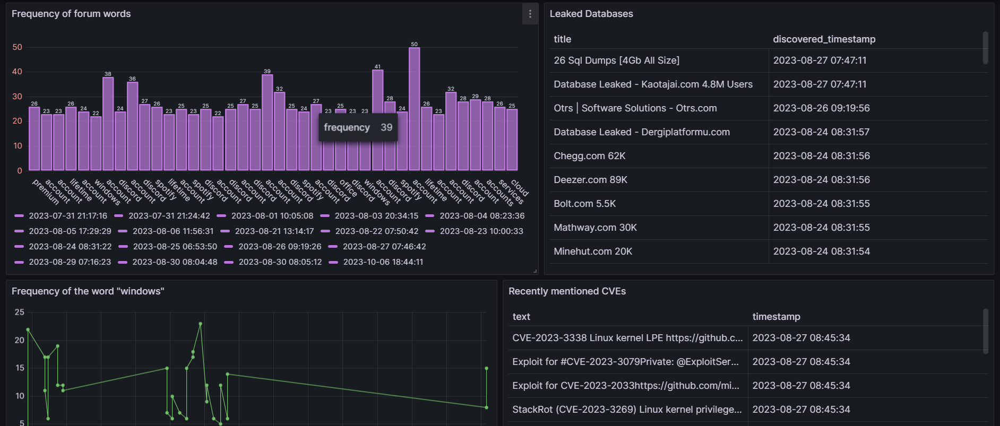 Frequency of forum words
50
40
30
20
10
0
26
23
23
26
24
22
38
24
36
27
26
23
25
23
25
22
25
27
25
39
32
25
24
27
23
25
23
23
41
28
24
50
26
23
32
28
29
28
26
25
frequency 39
premium
account
account
lifetime
account
windows
account
discord
account
discord
spotify
lifetime
account
spotify
discord
account
discord
account
discord
account
account
discord
spotify
account
discord
office
discord
windows
account
discord
spotify
account
lifetime
account
account
discord
account
accounts
services
cloud
2023-07-31 21:17:16 2023-07-31 21:24:42 2023-08-01 10:05:08 2023-08-03 20:34:15 2023-08-04 08:23:36
2023-08-05 17:29:29 2023-08-06 11:56:31 2023-08-21 13:14:17 2023-08-22 07:50:42 2023-08-23 10:00:33
2023-08-24 08:31:22 2023-08-25 06:53:50 2023-08-26 09:19:26 2023-08-27 07:46:42
2023-08-29 07:16:23 2023-08-30 08:04:48 2023-08-30 08:05:12 2023-10-06 18:44:11
Leaked Databases
title discovered_timestamp
26 Sql Dumps [4Gb All Size] 2023-08-27 07:47:11
Database Leaked - Kaotajai.com 4.8M Users 2023-08-27 07:47:11
Otrs | Software Solutions - Otrs.com 2023-08-26 09:19:56
Database Leaked - Dergiplatformu.com 2023-08-24 08:31:57
Chegg.com 62K 2023-08-24 08:31:56
Deezer.com 89K 2023-08-24 08:31:56
Bolt.com 5.5K 2023-08-24 08:31:55
Mathway.com 30K 2023-08-24 08:31:55
Minehut.com 20K 2023-08-24 08:31:54
Frequency of the word "windows"
25
20
15
10
5
Recently mentioned CVEs
text timestamp
CVE-2023-3338 Linux kernel LPE https://github.c... 2023-08-27 08:45:34
Exploit for #CVE-2023-3079Private: @ExploitSer... 2023-08-27 08:45:34
Exploit for CVE-2023-2033https://github.com/mi... 2023-08-27 08:45:34
StackRot (CVE-2023-3269) Linux kernel privilege... 2023-08-27 08:45:34